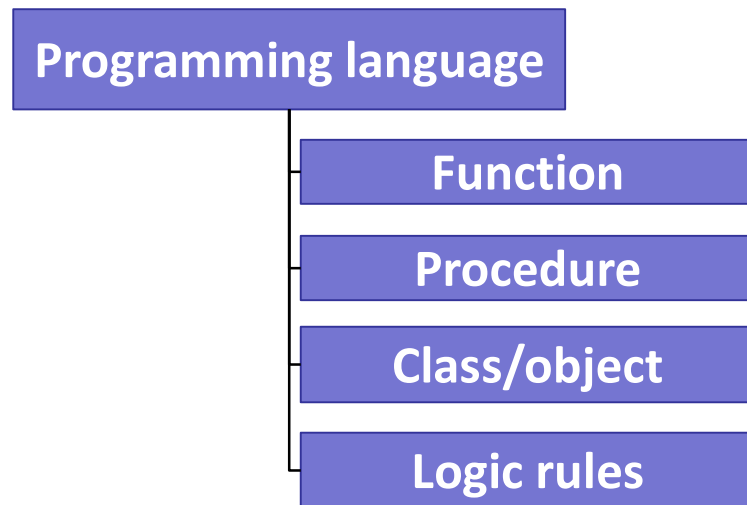 Programming language
Function
Procedure
Class/object
Logic rules